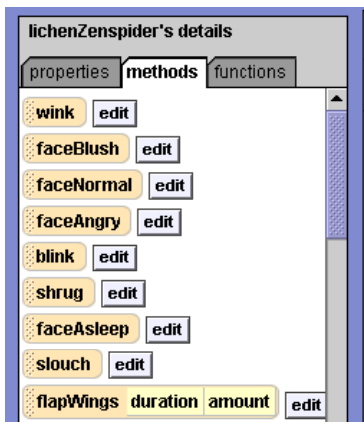 lichenZenspider's details
properties methods functions
wink edit
faceBlush edit
faceNormal edit
faceAngry edit
blink edit
shrug edit
faceAsleep edit
slouch edit
flapWings duration amount edit